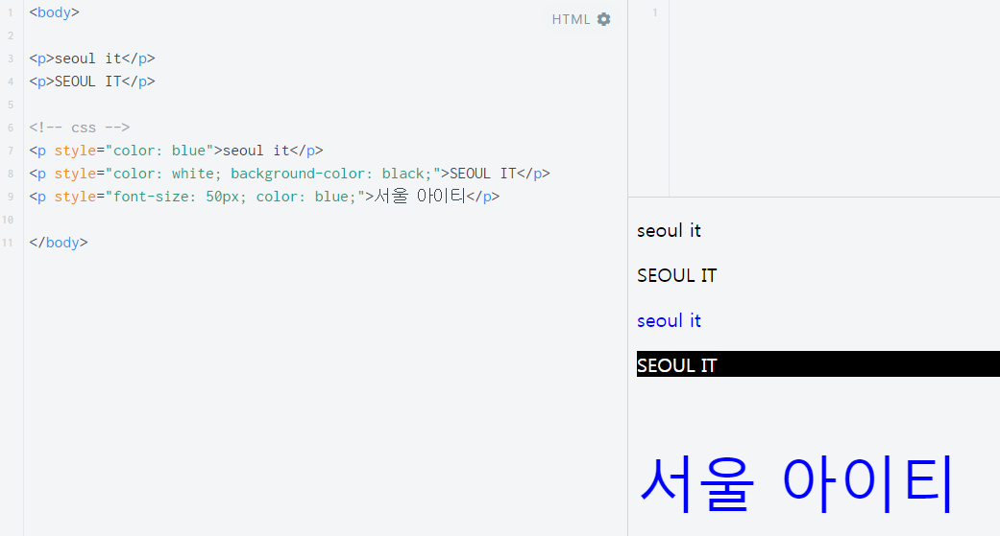 HTML
1 <body>
2
3 <p>seoul it</p>
4 <p>SEOUL IT</p>
5
6 <!-- css -->
7 <p style="color: blue">seoul it</p>
8 <p style="color: white; background-color: black;">SEOUL IT</p>
9 <p style="font-size: 50px; color: blue;">서울 아이티</p>
10
11 </body>
1
seoul it
SEOUL IT
seoul it
SEOUL IT
서울 아이티